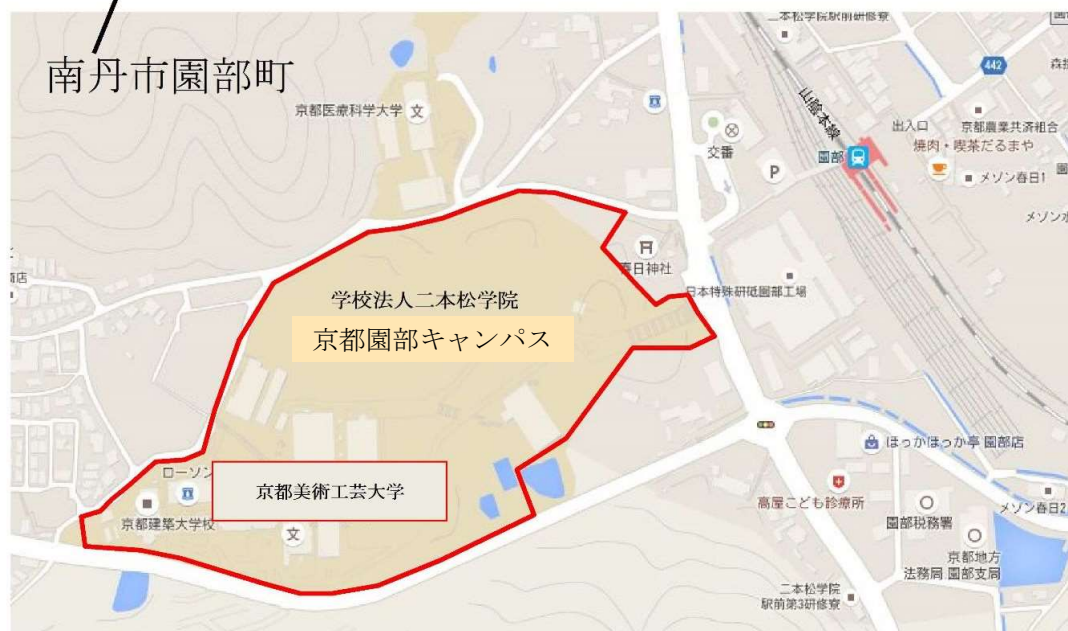 二本松学院駅前研修寮
南丹市園部町
442
京都医療科学大学
山陰本線
出入口
京都農業共済組合
焼肉・喫茶だるまや
交番
園部
メゾン春日1
P
春日神社
日本特殊研砥園部工場
学校法人二本松学院
京都園部キャンパス
ほっかほっか亭 園部店
ローソン
京都美術工芸大学
高屋こども診療所
京都建築大学校
文
文
園部税務署
メゾン春日2
京都地方
法務局 園部支局
二本松学院
駅前第3研修寮